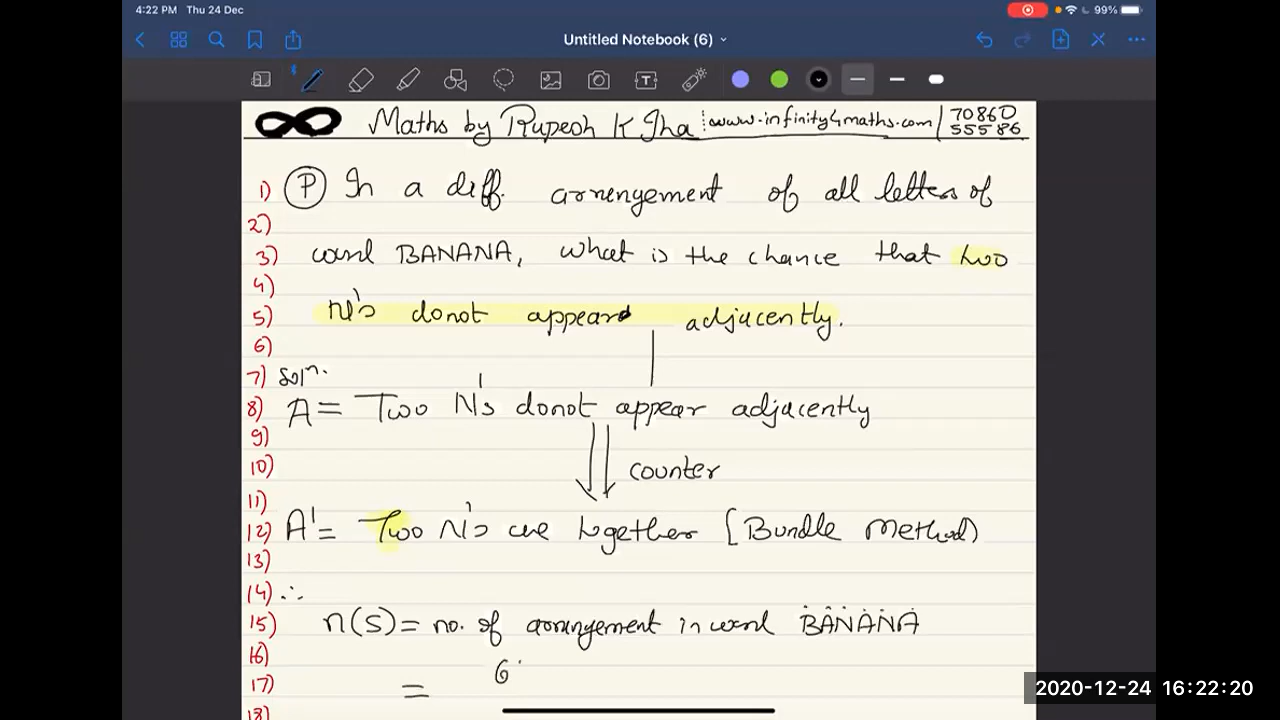 4:22 PM Thu 24 Dec
99%
Untitled Notebook (6)
Maths by Rupesh K Jha www.infinity4maths.com / 70860 55586
1) P In a diff. arrengement of all letters of
2)
3) word BANANA, what is the chance that two
4)
5) N's donot appear adjacently.
6)
7) Soln.
8) A = Two N's donot appear adjacently
9)
10) counter
11)
12) A' = Two N's are together [Bundle Method)
13)
14) ∴
15) n(S) = no. of arrangement in word BANANA
16) 6
17) =
18)
2020-12-24 16:22:20